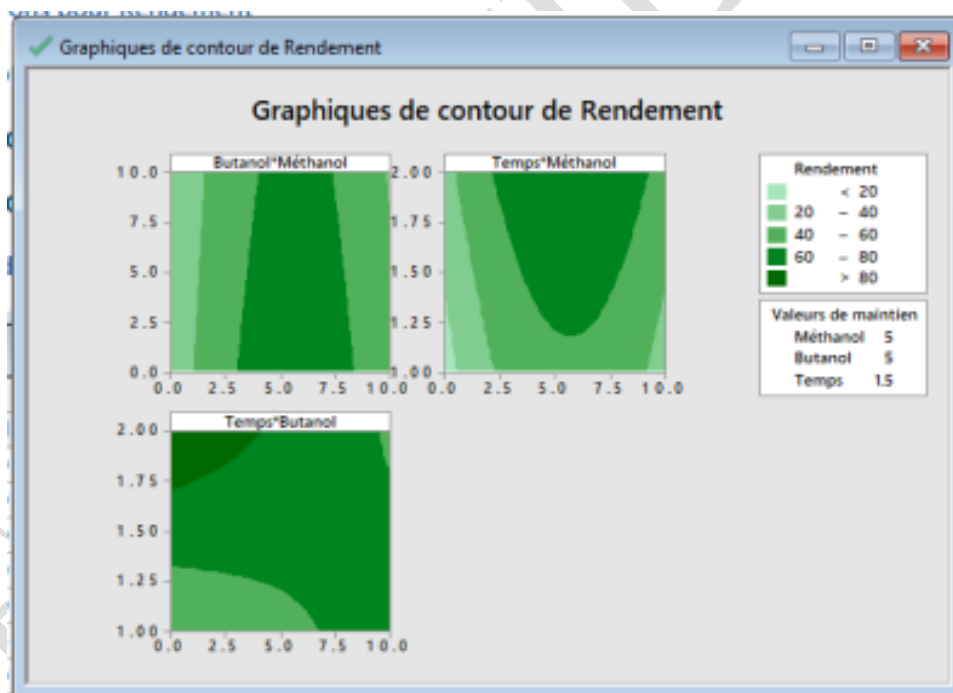 Graphiques de contour de Rendement
Graphiques de contour de Rendement
Butanol*Méthanol
10.0
7.5
5.0
2.5
0.0
0.0 2.5 5.0 7.5 10.0
Temps*Méthanol
2.00
1.75
1.50
1.25
1.00
0.0 2.5 5.0 7.5 10.0
Rendement
< 20
20 – 40
40 – 60
60 – 80
> 80
Valeurs de maintien
Méthanol 5
Butanol 5
Temps 1.5
Temps*Butanol
2.00
1.75
1.50
1.25
1.00
0.0 2.5 5.0 7.5 10.0